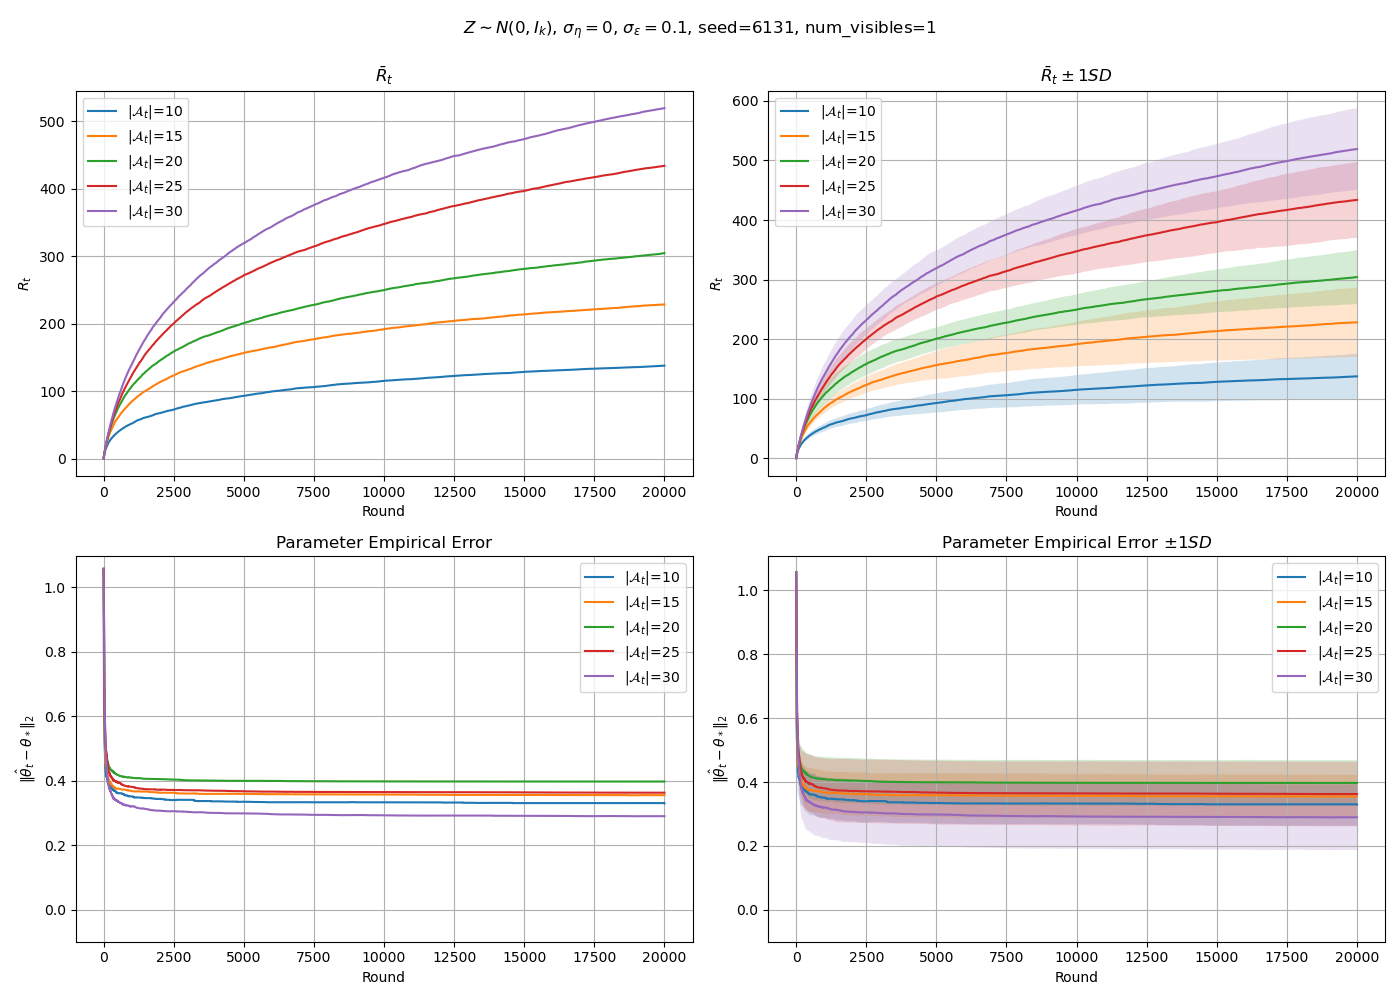 Z ∼ N(0, I_k), σ_η = 0, σ_ε = 0.1, seed=6131, num_visibles=1
R̄_t
500
400
300
200
100
0
R_t
|𝒜_t|=10
|𝒜_t|=15
|𝒜_t|=20
|𝒜_t|=25
|𝒜_t|=30
0 2500 5000 7500 10000 12500 15000 17500 20000
Round
R̄_t ± 1SD
600
500
400
300
200
100
0
R_t
|𝒜_t|=10
|𝒜_t|=15
|𝒜_t|=20
|𝒜_t|=25
|𝒜_t|=30
0 2500 5000 7500 10000 12500 15000 17500 20000
Round
Parameter Empirical Error
1.0
0.8
0.6
0.4
0.2
0.0
‖θ̂_t − θ_*‖_2
|𝒜_t|=10
|𝒜_t|=15
|𝒜_t|=20
|𝒜_t|=25
|𝒜_t|=30
0 2500 5000 7500 10000 12500 15000 17500 20000
Round
Parameter Empirical Error ±1SD
1.0
0.8
0.6
0.4
0.2
0.0
‖θ̂_t − θ_*‖_2
|𝒜_t|=10
|𝒜_t|=15
|𝒜_t|=20
|𝒜_t|=25
|𝒜_t|=30
0 2500 5000 7500 10000 12500 15000 17500 20000
Round